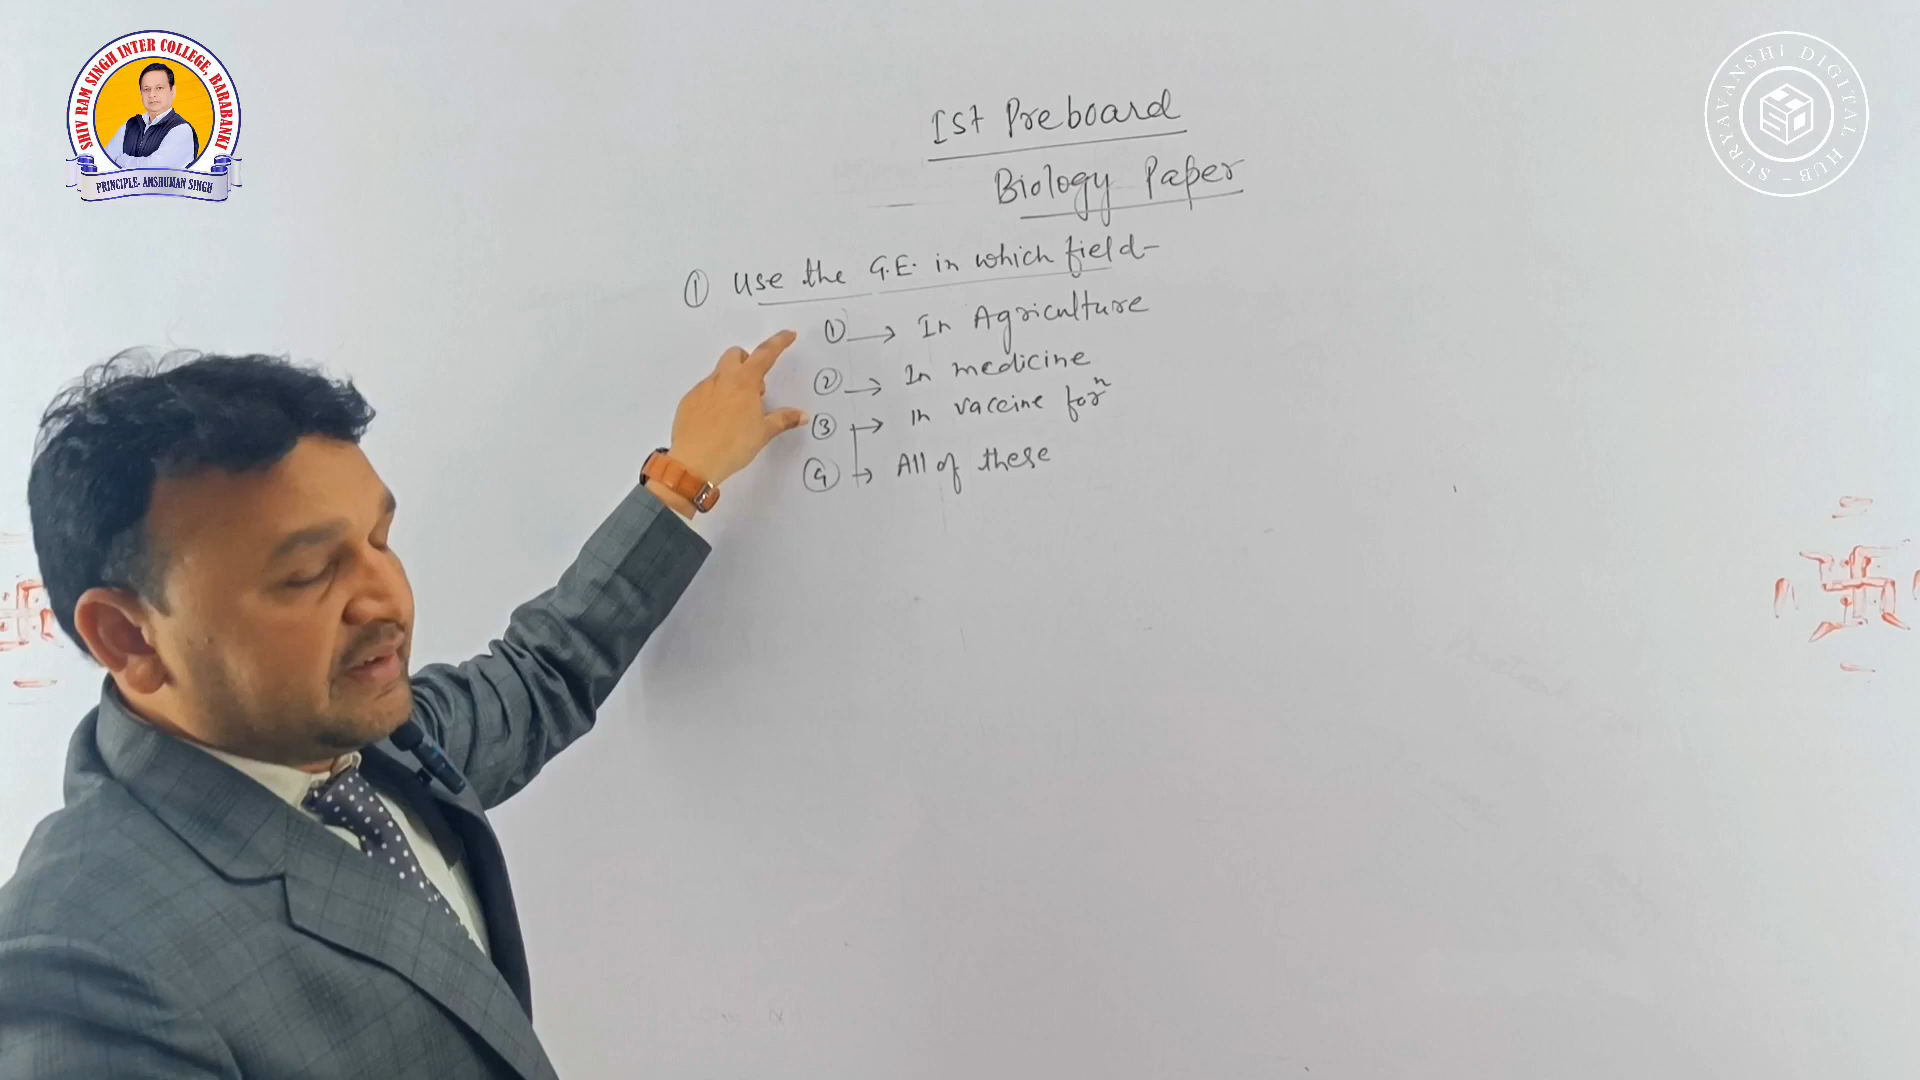 SHIV RAM SINGH INTER COLLEGE, BARABANKI
PRINCIPLE- ANSHUMAN SINGH
SURYAVANSHI DIGITAL HUB -
Ist Preboard
Biology Paper
① Use the G.E. in which field-
① → In Agriculture
② → In medicine
③ → In vaccine forⁿ
④ → All of these